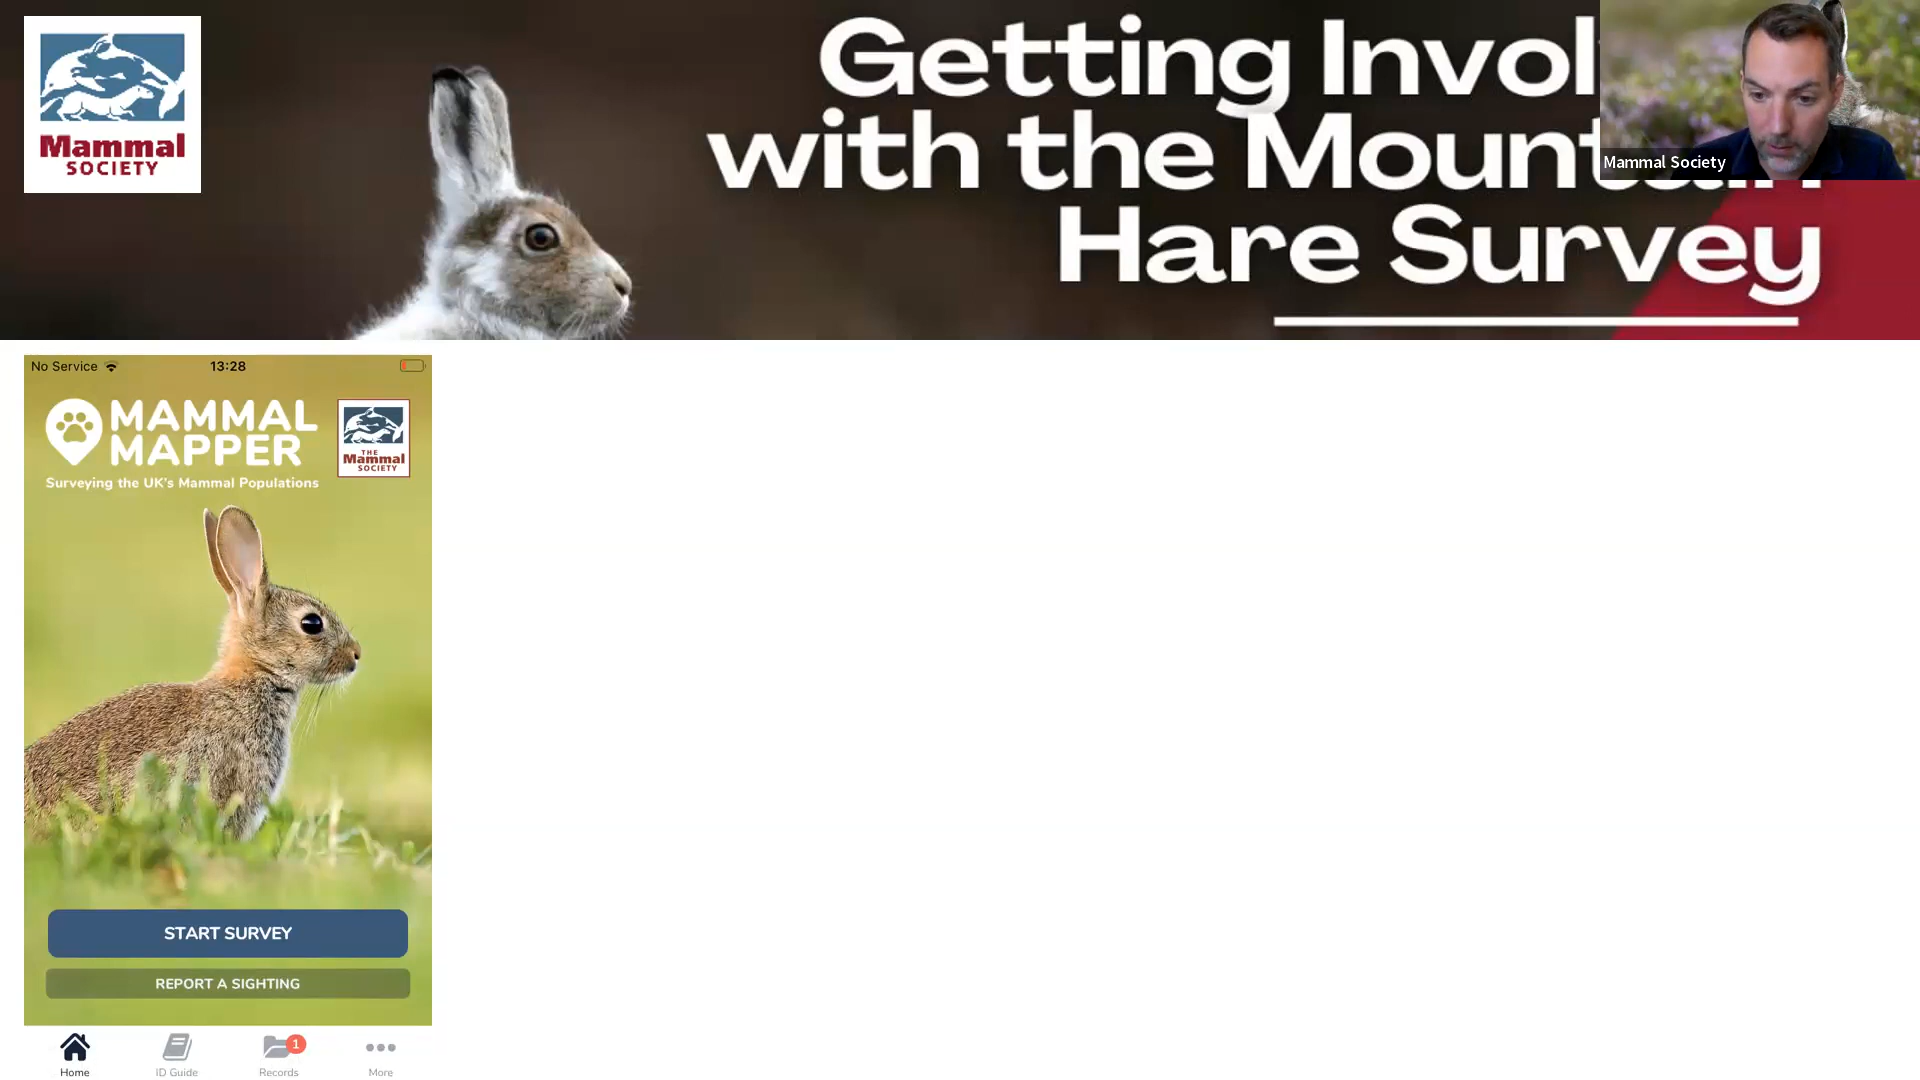 Mammal
SOCIETY
Getting Invol
with the Mountain
Hare Survey
Mammal Society
No Service
13:28
MAMMAL
MAPPER
Surveying the UK's Mammal Populations
THE
Mammal
SOCIETY
START SURVEY
REPORT A SIGHTING
1
Home
ID Guide
Records
More